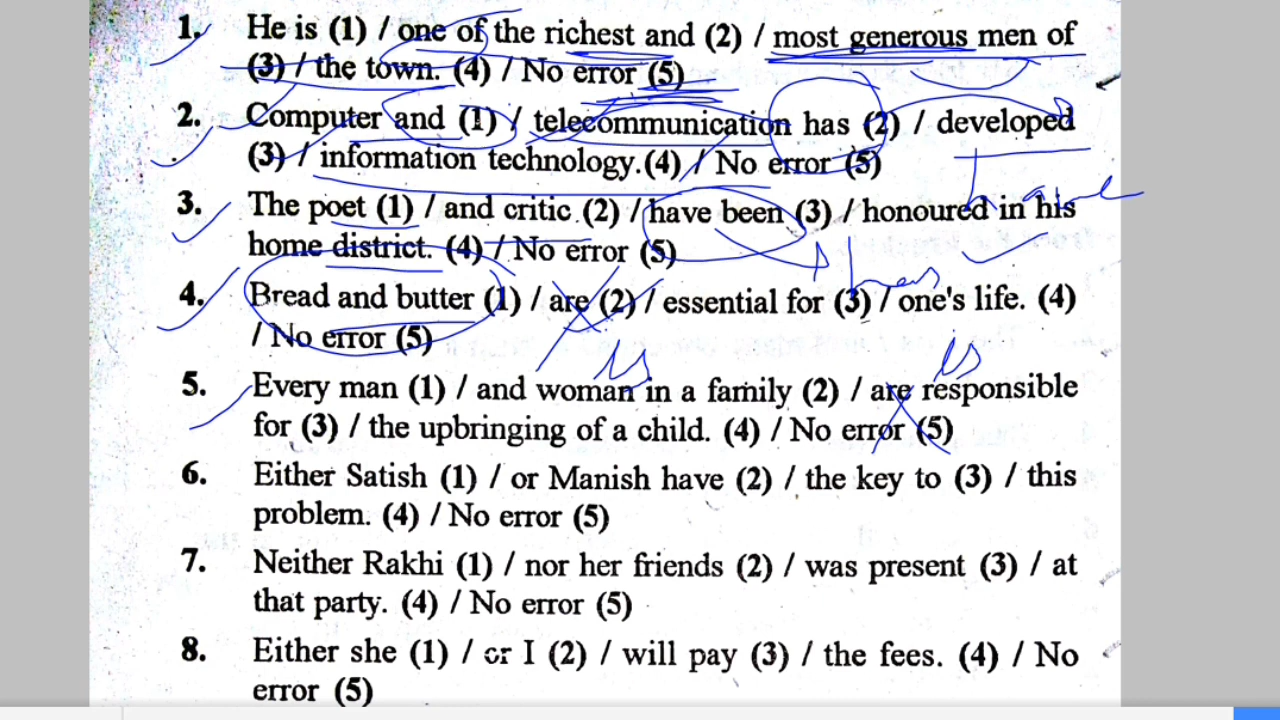 1. He is (1) / one of the richest and (2) / most generous men of
(3) / the town. (4) / No error (5)
2. Computer and (1) / telecommunication has (2) / developed
(3) / information technology.(4) / No error (5)
have
3. The poet (1) / and critic (2) / have been (3) / honoured in his
home district. (4) / No error (5)
has
4. Bread and butter (1) / are (2) / essential for (3) / one's life. (4)
/ No error (5)
is is
5. Every man (1) / and woman in a family (2) / are responsible
for (3) / the upbringing of a child. (4) / No error (5)
6. Either Satish (1) / or Manish have (2) / the key to (3) / this
problem. (4) / No error (5)
7. Neither Rakhi (1) / nor her friends (2) / was present (3) / at
that party. (4) / No error (5)
8. Either she (1) / or I (2) / will pay (3) / the fees. (4) / No
error (5)